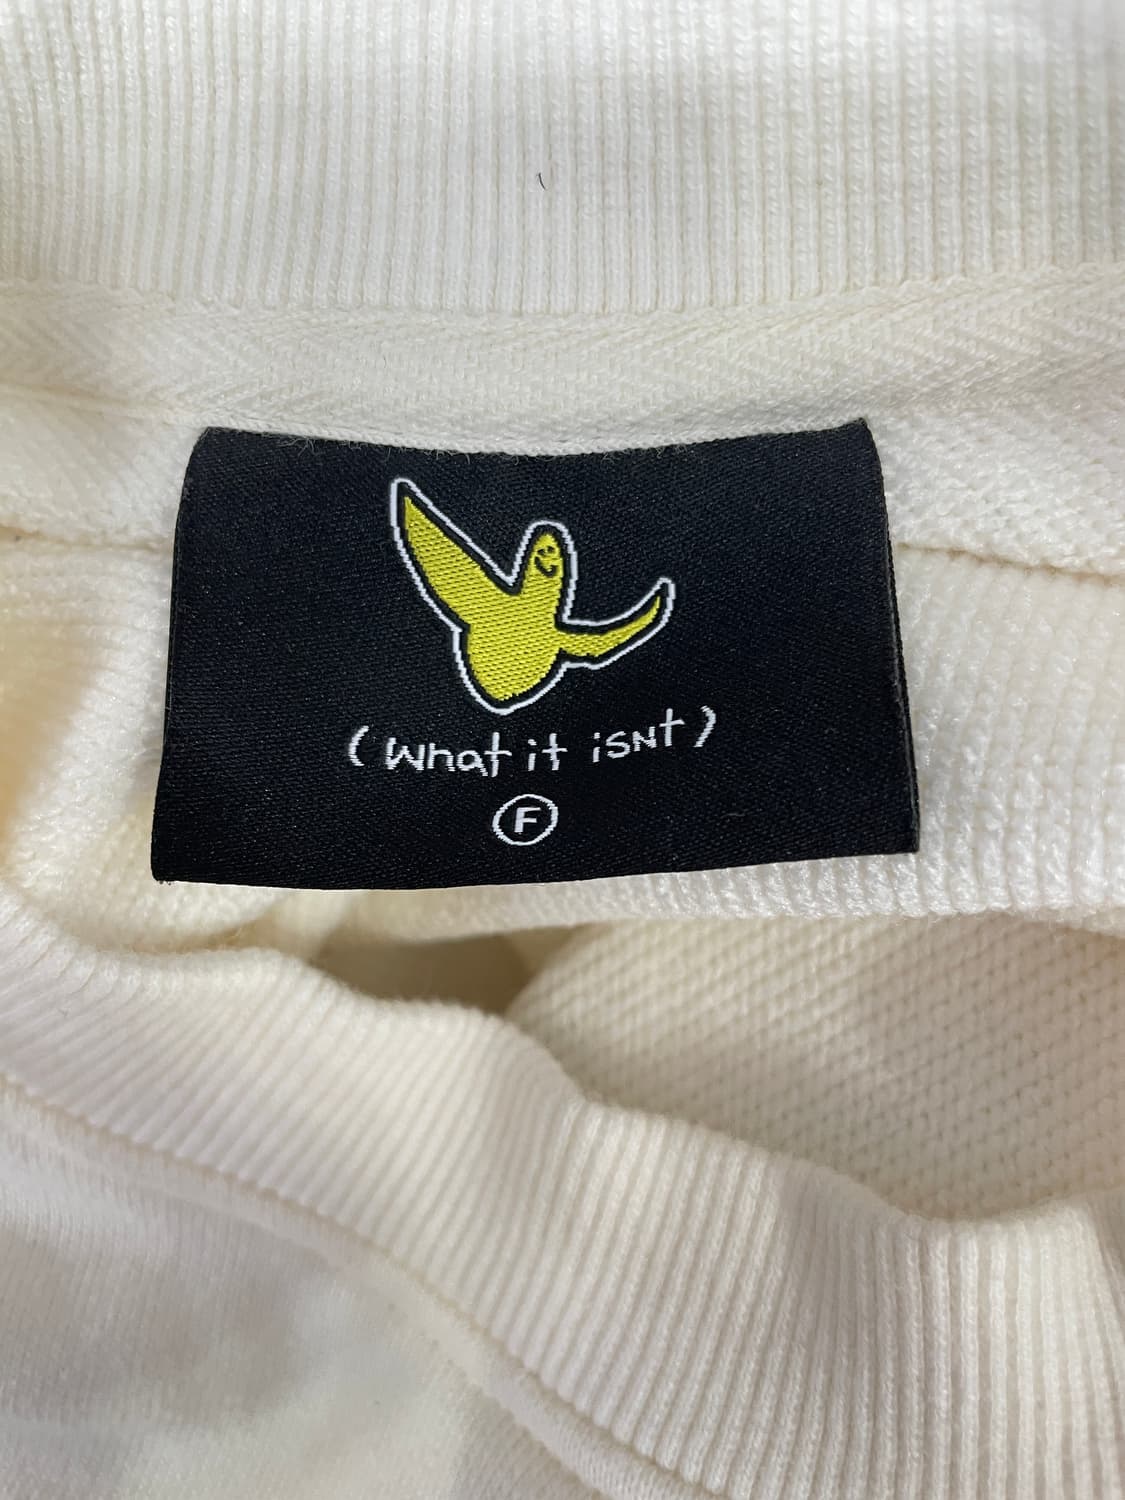 (What it iSNt)
F